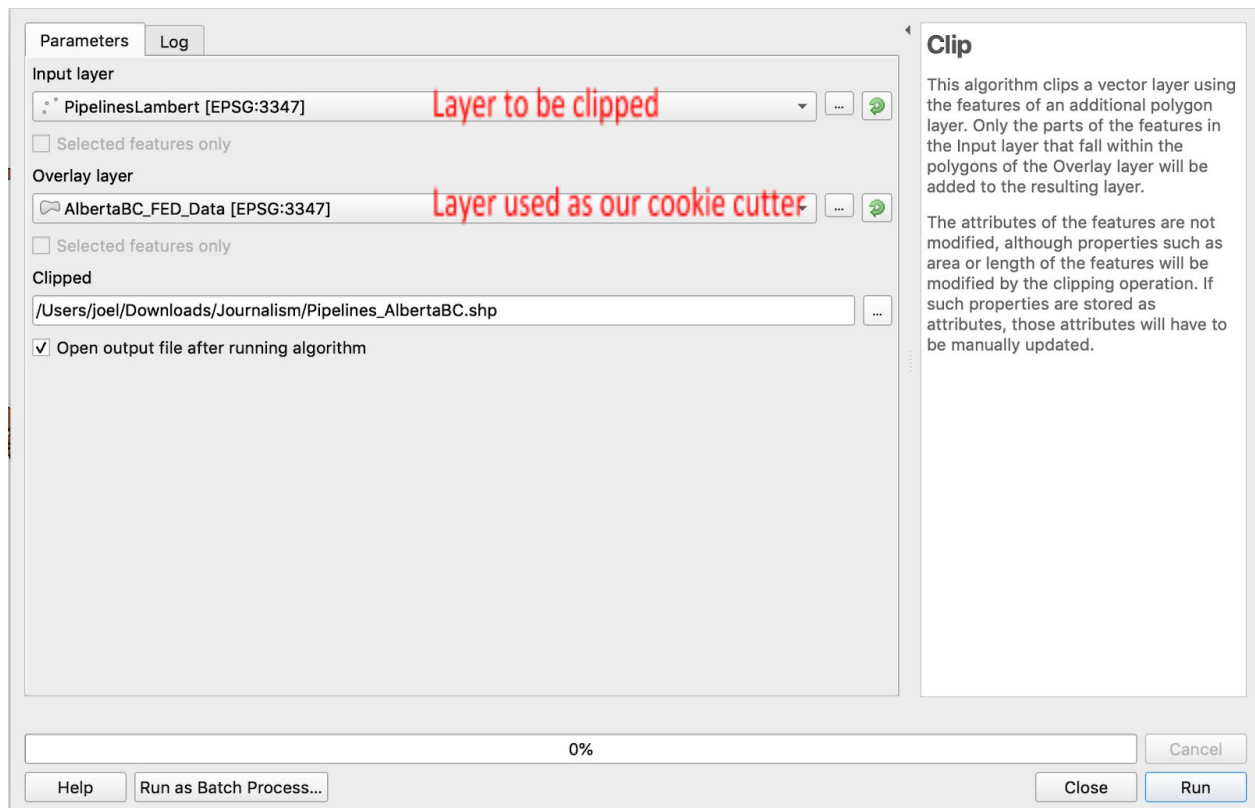 Parameters
Log
Input layer
PipelinesLambert [EPSG:3347]
Layer to be clipped
...
Selected features only
Overlay layer
AlbertaBC_FED_Data [EPSG:3347]
Layer used as our cookie cutter
...
Selected features only
Clipped
/Users/joel/Downloads/Journalism/Pipelines_AlbertaBC.shp
...
Open output file after running algorithm
Clip
This algorithm clips a vector layer using
the features of an additional polygon
layer. Only the parts of the features in
the Input layer that fall within the
polygons of the Overlay layer will be
added to the resulting layer.
The attributes of the features are not
modified, although properties such as
area or length of the features will be
modified by the clipping operation. If
such properties are stored as
attributes, those attributes will have to
be manually updated.
0%
Cancel
Help
Run as Batch Process...
Close
Run